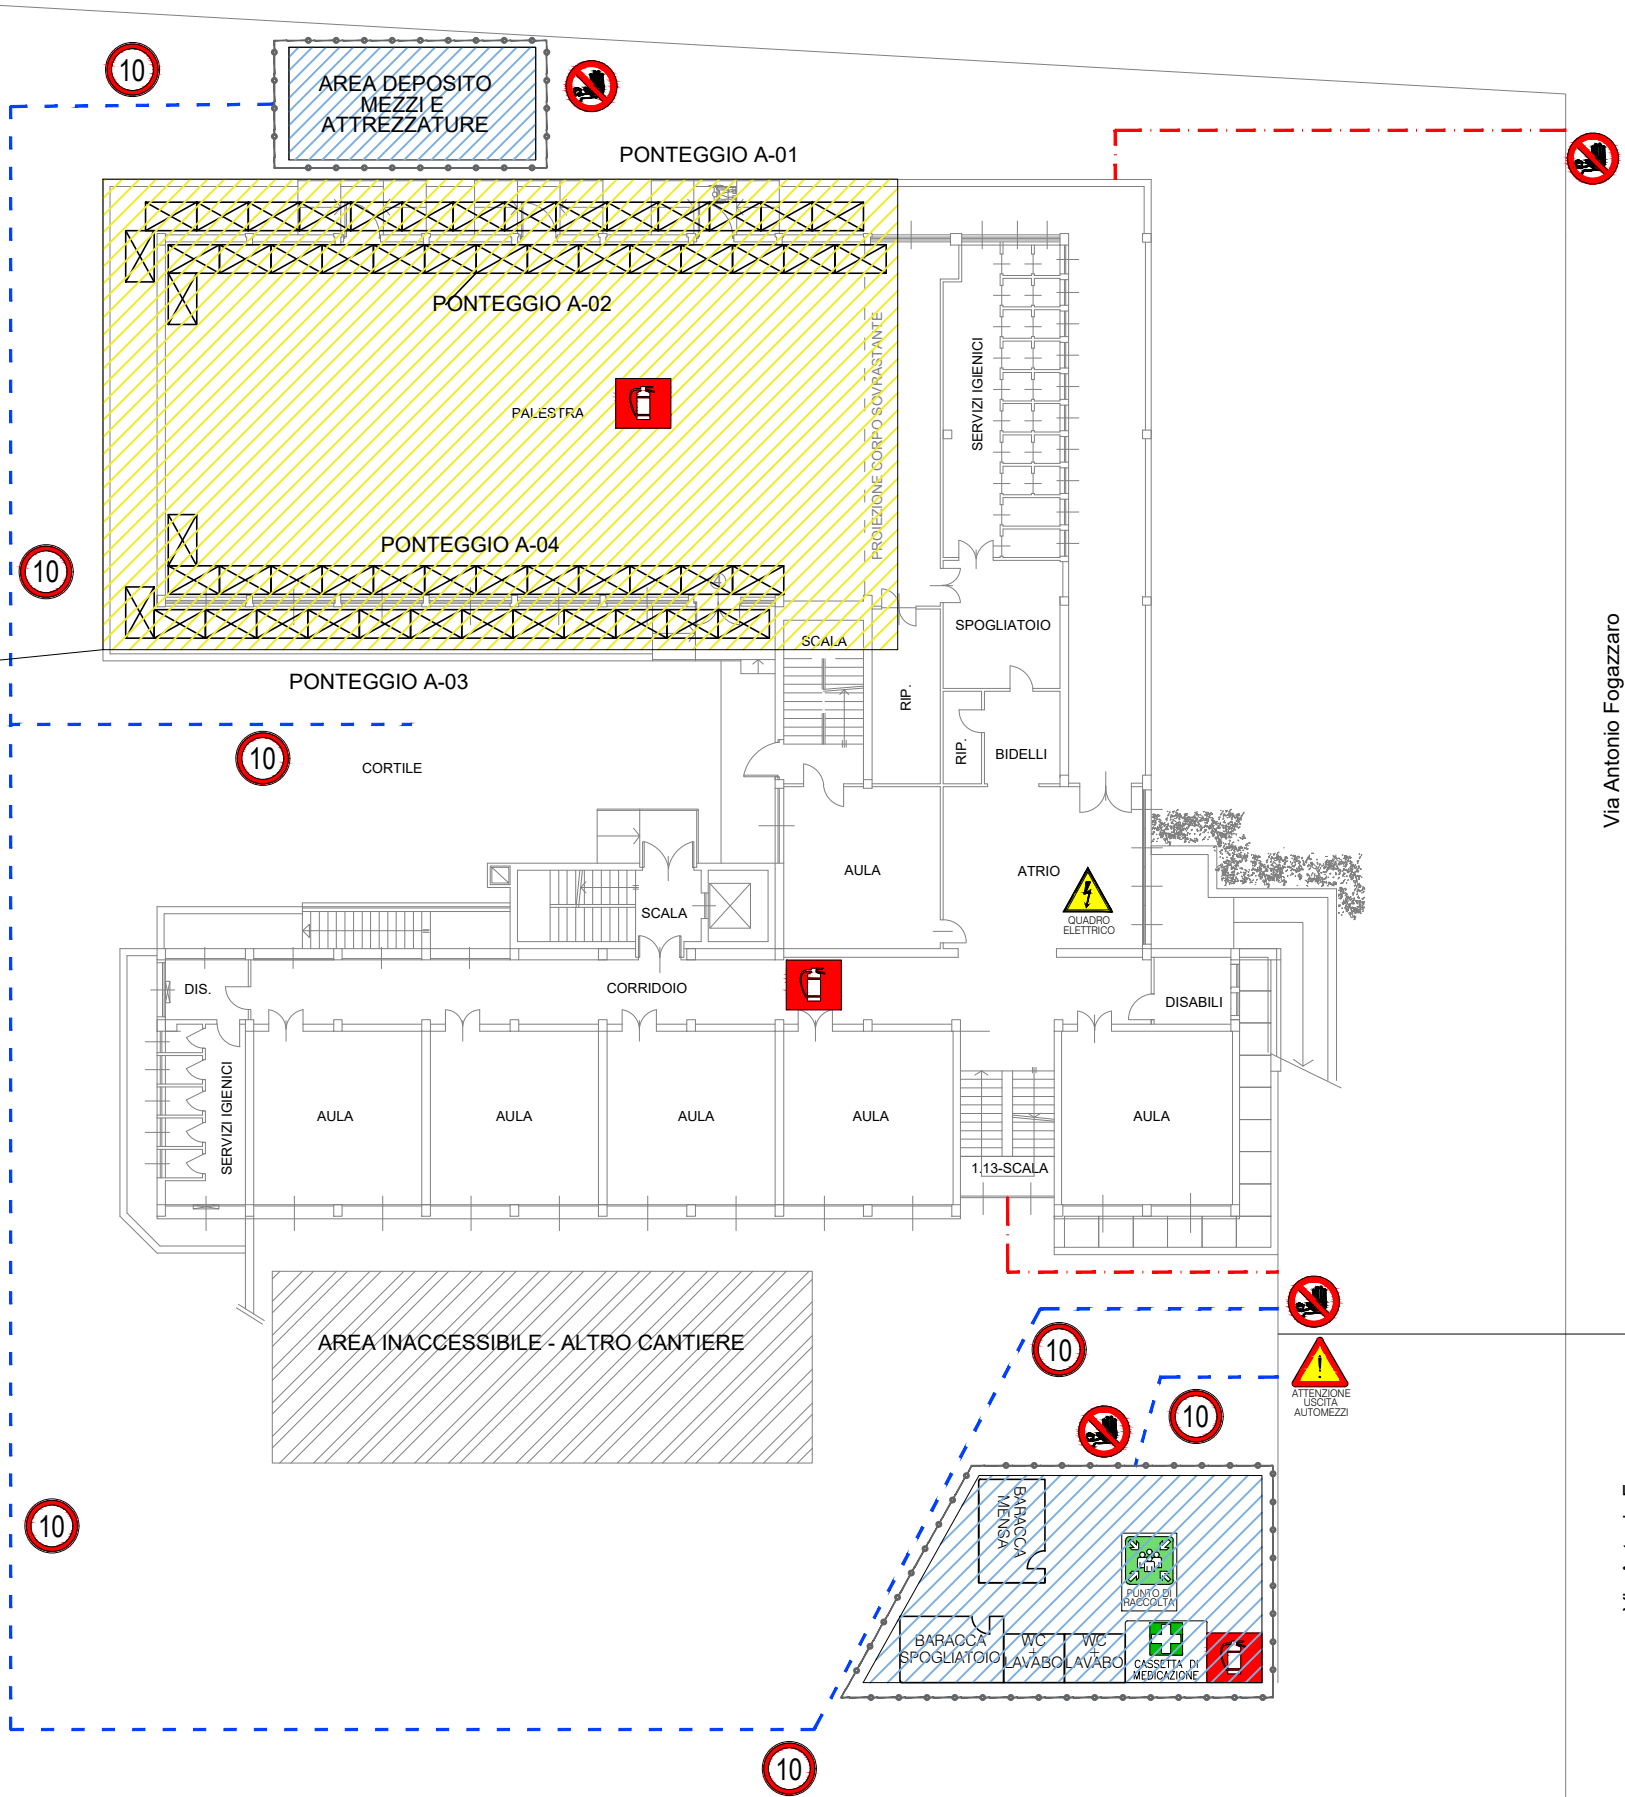 10
AREA DEPOSITO
MEZZI E
ATTREZZATURE
PONTEGGIO A-01
PONTEGGIO A-02
PROIEZIONE CORPO SOVRASTANTE
SERVIZI IGIENICI
PALESTRA
PONTEGGIO A-04
10
4
SPOGLIATOIO
SCALA
PONTEGGIO A-03
RIP.
Via Antonio Fogazzaro
RIP.
BIDELLI
10
CORTILE
AULA
ATRIO
QUADRO
ELETTRICO
SCALA
DIS.
CORRIDOIO
DISABILI
SERVIZI IGIENICI
AULA
AULA
AULA
AULA
AULA
1.13-SCALA
AREA INACCESSIBILE - ALTRO CANTIERE
10
ATTENZIONE
USCITA
AUTOMEZZI
10
10
BARACCA
MENSA
PUNTO DI
RACCOLTA
BARACCA
SPOGLIATOIO
WC
+
LAVABO
WC
+
LAVABO
CASSETTA DI
MEDICAZIONE
10